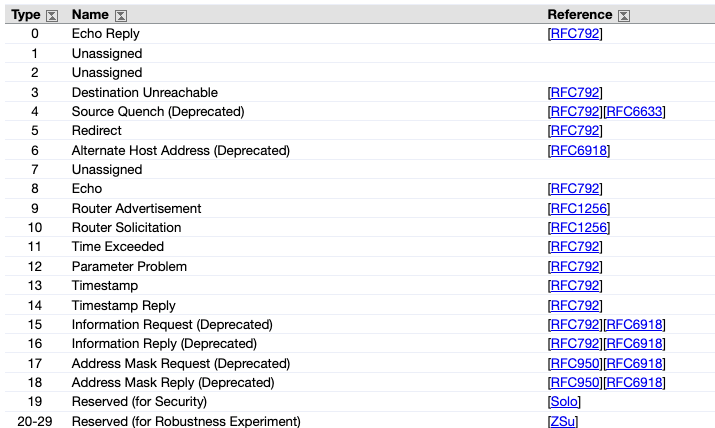 Type Name Reference
0 Echo Reply [RFC792]
1 Unassigned
2 Unassigned
3 Destination Unreachable [RFC792]
4 Source Quench (Deprecated) [RFC792][RFC6633]
5 Redirect [RFC792]
6 Alternate Host Address (Deprecated) [RFC6918]
7 Unassigned
8 Echo [RFC792]
9 Router Advertisement [RFC1256]
10 Router Solicitation [RFC1256]
11 Time Exceeded [RFC792]
12 Parameter Problem [RFC792]
13 Timestamp [RFC792]
14 Timestamp Reply [RFC792]
15 Information Request (Deprecated) [RFC792][RFC6918]
16 Information Reply (Deprecated) [RFC792][RFC6918]
17 Address Mask Request (Deprecated) [RFC950][RFC6918]
18 Address Mask Reply (Deprecated) [RFC950][RFC6918]
19 Reserved (for Security) [Solo]
20-29 Reserved (for Robustness Experiment) [ZSu]